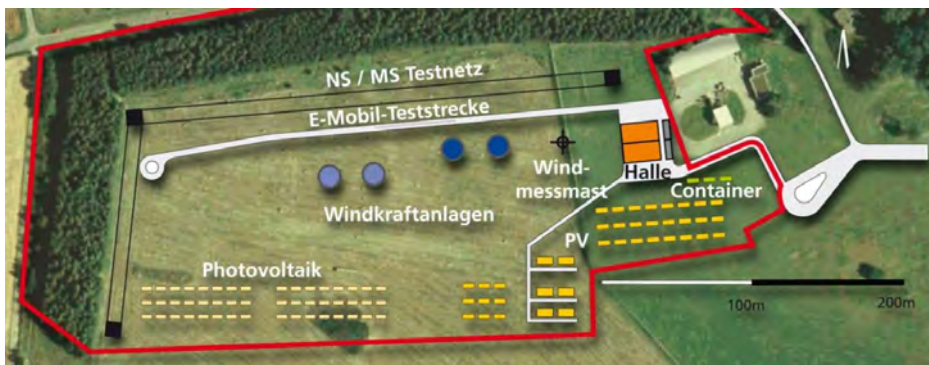 NS / MS Testnetz
E-Mobil-Teststrecke
Wind-
messmast
Halle
Container
Windkraftanlagen
PV
Photovoltaik
100m
200m